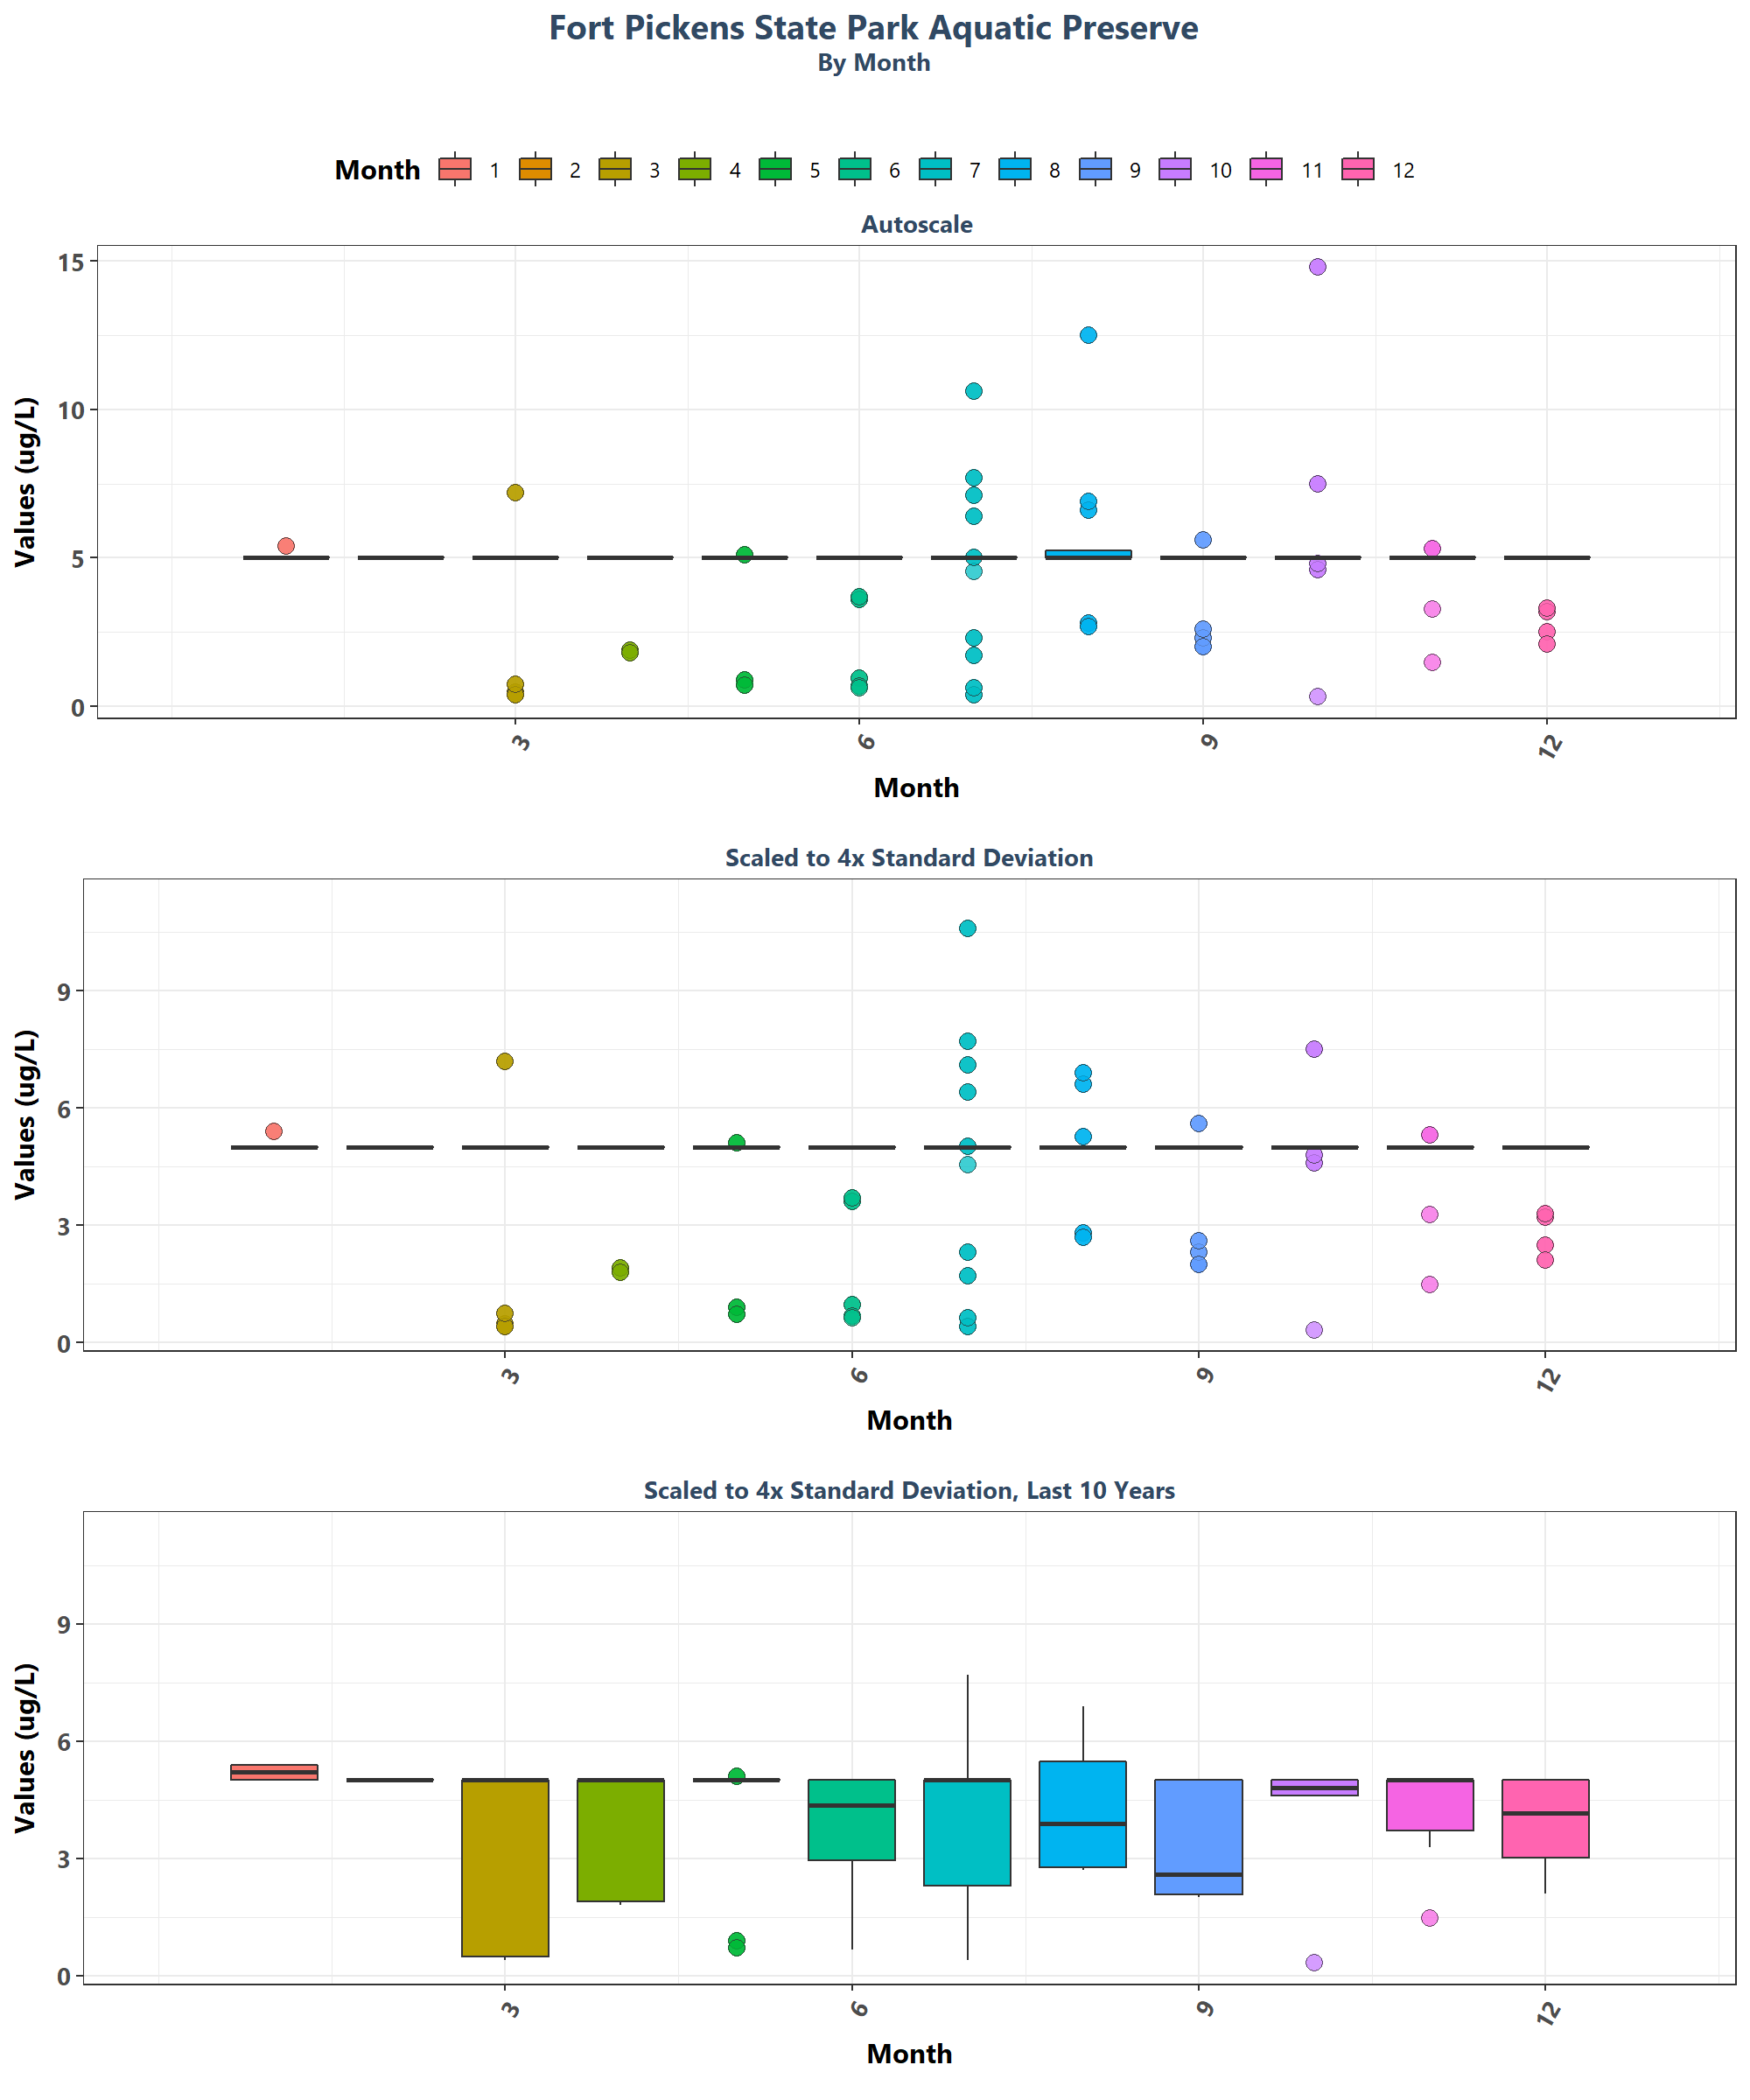 Fort Pickens State Park Aquatic Preserve
By Month
Month 1 2 3 4 5 6 7 8 9 10 11 12
Autoscale
Values (ug/L)
15
10
5
0
3 6 9 12
Month
Scaled to 4x Standard Deviation
Values (ug/L)
9
6
3
0
3 6 9 12
Month
Scaled to 4x Standard Deviation, Last 10 Years
Values (ug/L)
9
6
3
0
3 6 9 12
Month